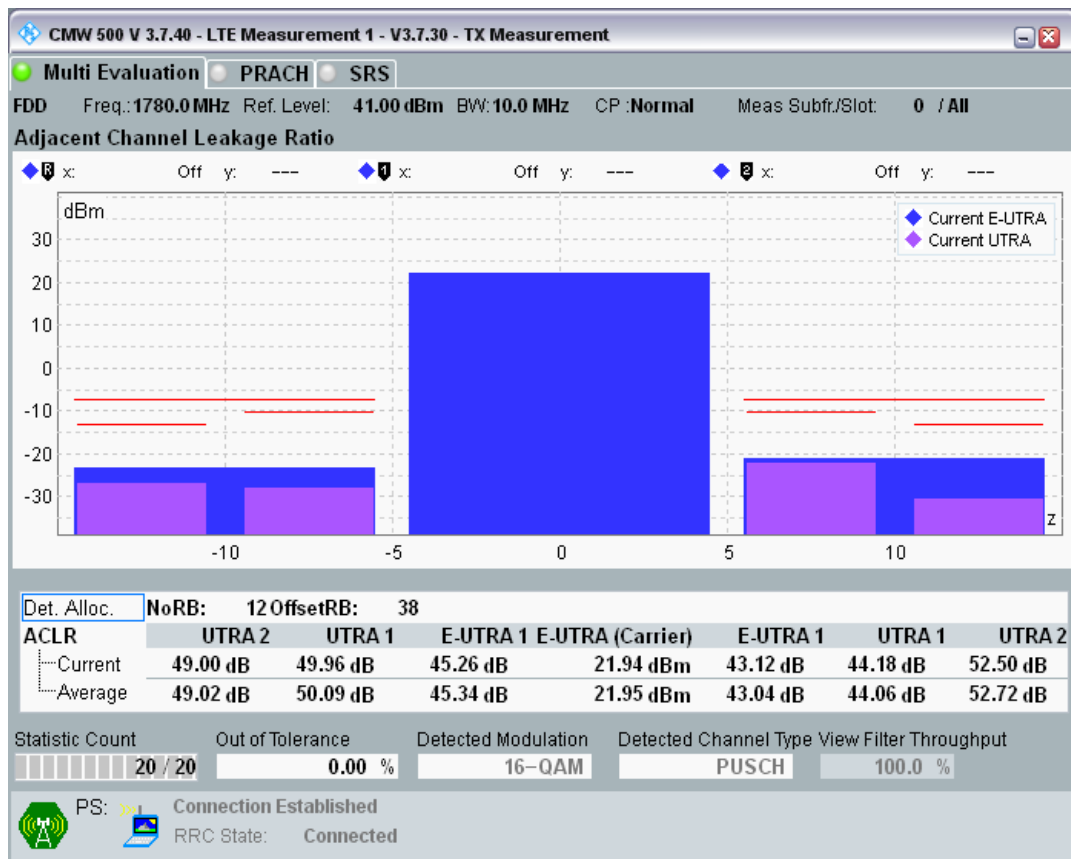 CMW 500 V 3.7.40 - LTE Measurement 1 - V3.7.30 - TX Measurement
Multi Evaluation PRACH SRS
FDD Freq.:1780.0 MHz Ref. Level: 41.00 dBm BW:10.0 MHz CP :Normal Meas Subfr./Slot: 0 / All
Adjacent Channel Leakage Ratio
R x: Off y: --- 1 x: Off y: --- 2 x: Off y: ---
dBm
Current E-UTRA
Current UTRA
30
20
10
0
-10
-20
-30
z
-10 -5 0 5 10
Det. Alloc. NoRB: 12 OffsetRB: 38
ACLR UTRA 2 UTRA 1 E-UTRA 1 E-UTRA (Carrier) E-UTRA 1 UTRA 1 UTRA 2
Current 49.00 dB 49.96 dB 45.26 dB 21.94 dBm 43.12 dB 44.18 dB 52.50 dB
Average 49.02 dB 50.09 dB 45.34 dB 21.95 dBm 43.04 dB 44.06 dB 52.72 dB
Statistic Count Out of Tolerance Detected Modulation Detected Channel Type View Filter Throughput
20 / 20 0.00 % 16-QAM PUSCH 100.0 %
PS: Connection Established
RRC State: Connected